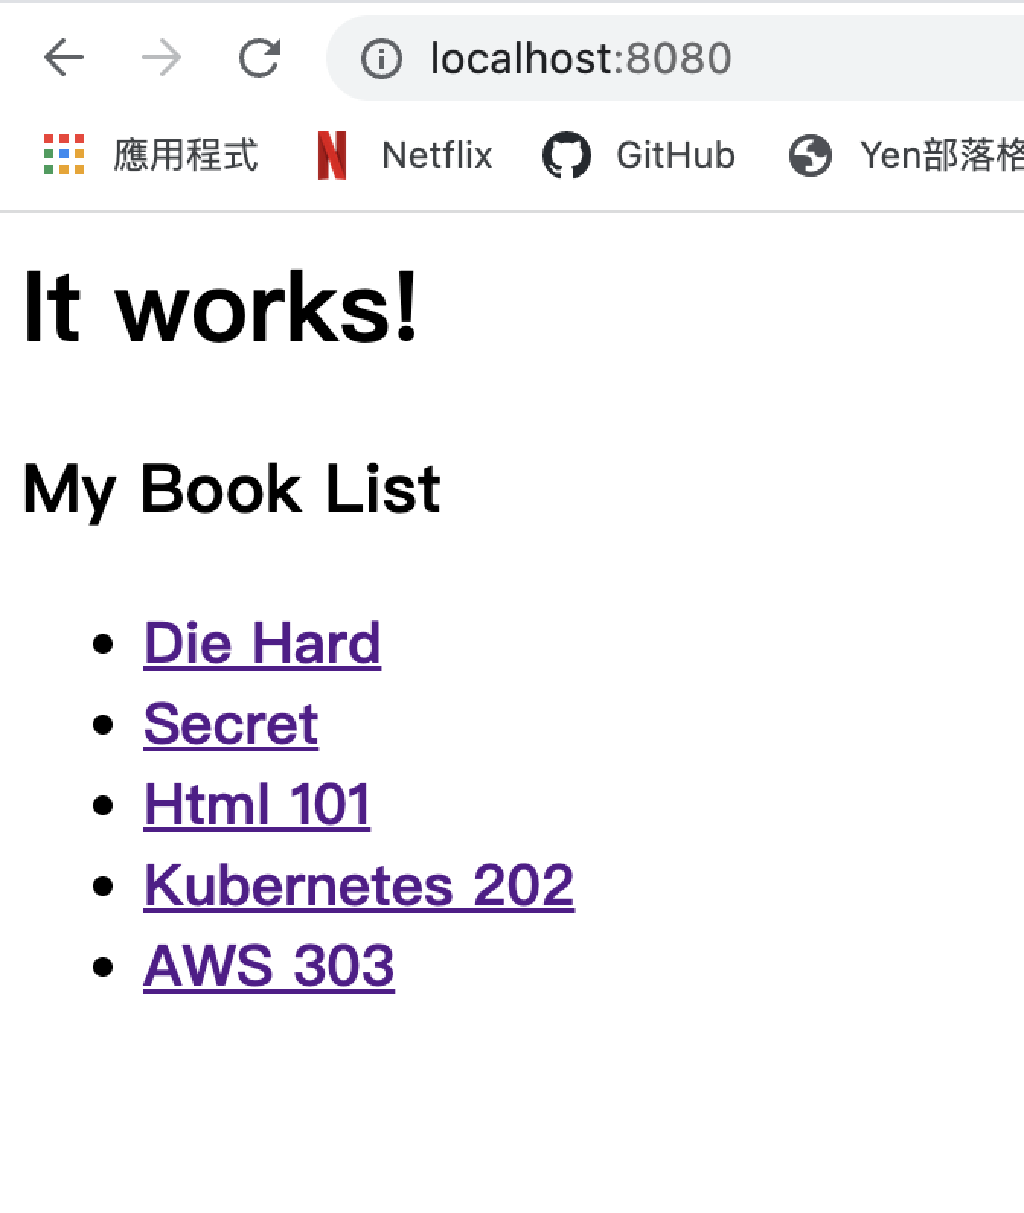 localhost:8080
應用程式 Netflix GitHub Yen部落格
It works!
My Book List
Die Hard
Secret
Html 101
Kubernetes 202
AWS 303